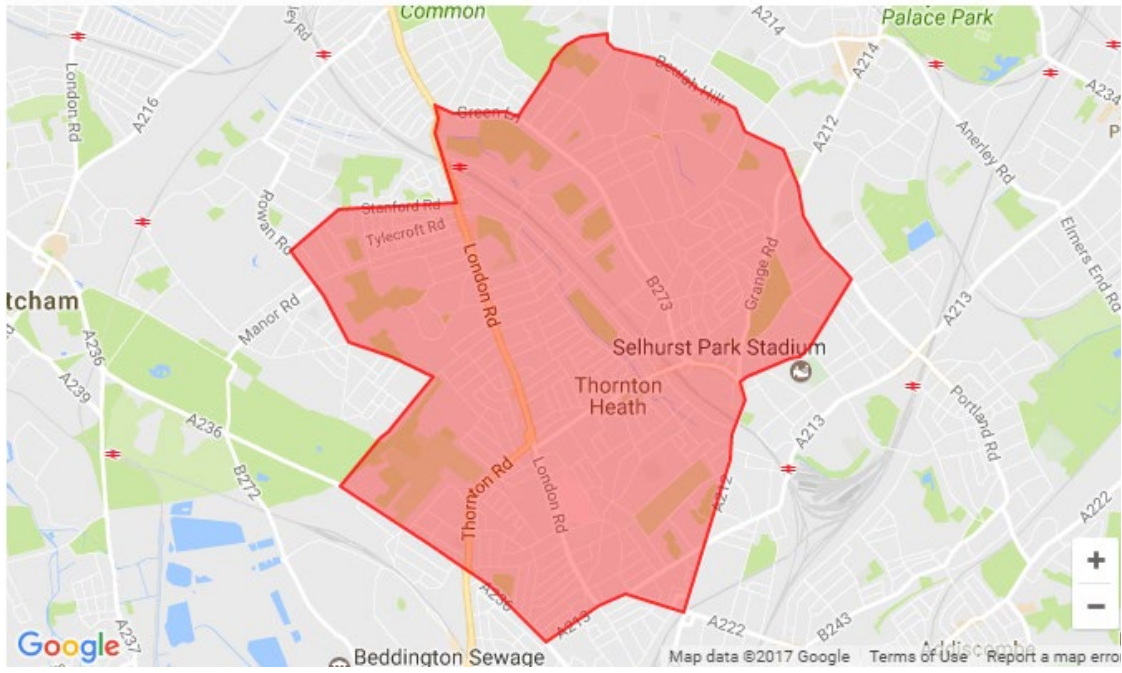 Common
Palace Park
A214
A214
ley Rd
London Rd
A216
Beulah Hill
A234
Green L
A212
Anerley Rd
P
Rowan Rd
Stanford Rd
Tylecroft Rd
Elmers End Rd
London Rd
B273
Grange Rd
A213
tcham
Manor Rd
A236
Selhurst Park Stadium
Thornton
Heath
A239
A236
Portland Rd
A213
B272
Thornton Rd
London Rd
A212
A222
A236
A213
A222
B243
A237
Addiscombe
+
−
Google
Beddington Sewage
Map data ©2017 Google Terms of Use Report a map error